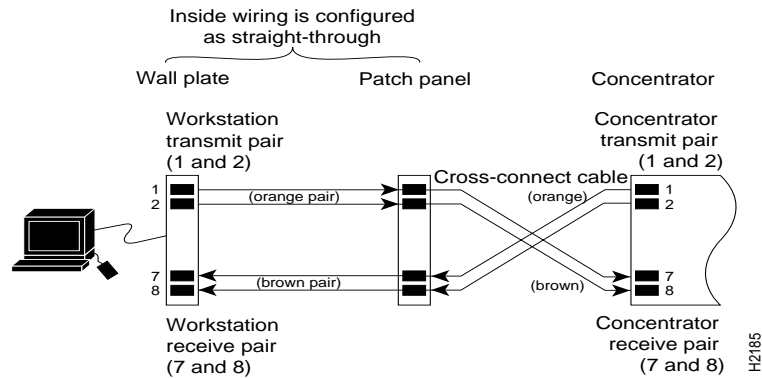 Inside wiring is configured
as straight-through
Wall plate
Patch panel
Concentrator
Workstation
transmit pair
(1 and 2)
Concentrator
transmit pair
(1 and 2)
Cross-connect cable
1
2
(orange pair)
(orange)
1
2
7
8
(brown pair)
(brown)
7
8
Workstation
receive pair
(7 and 8)
Concentrator
receive pair
(7 and 8)
H2185